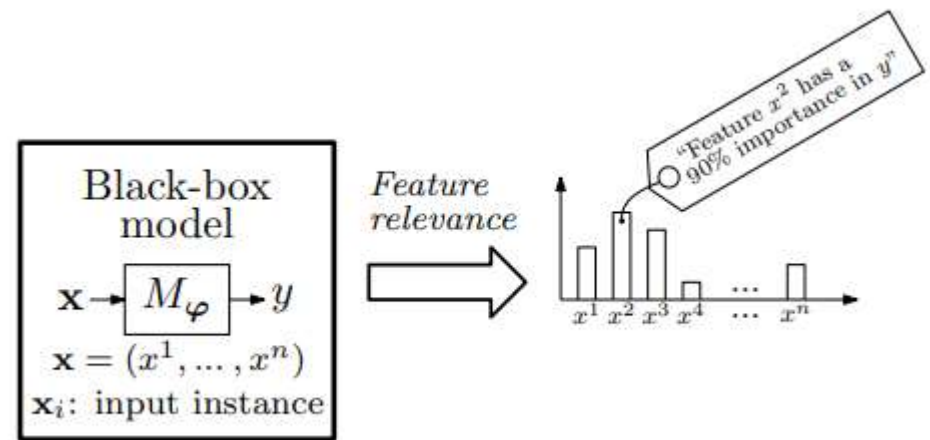 Black-box
model
x → M_φ → y
x = (x^1, ... , x^n)
x_i: input instance
Feature
relevance
“Feature x^2 has a
90% importance in y”
...
x^1 x^2 x^3 x^4 ... x^n